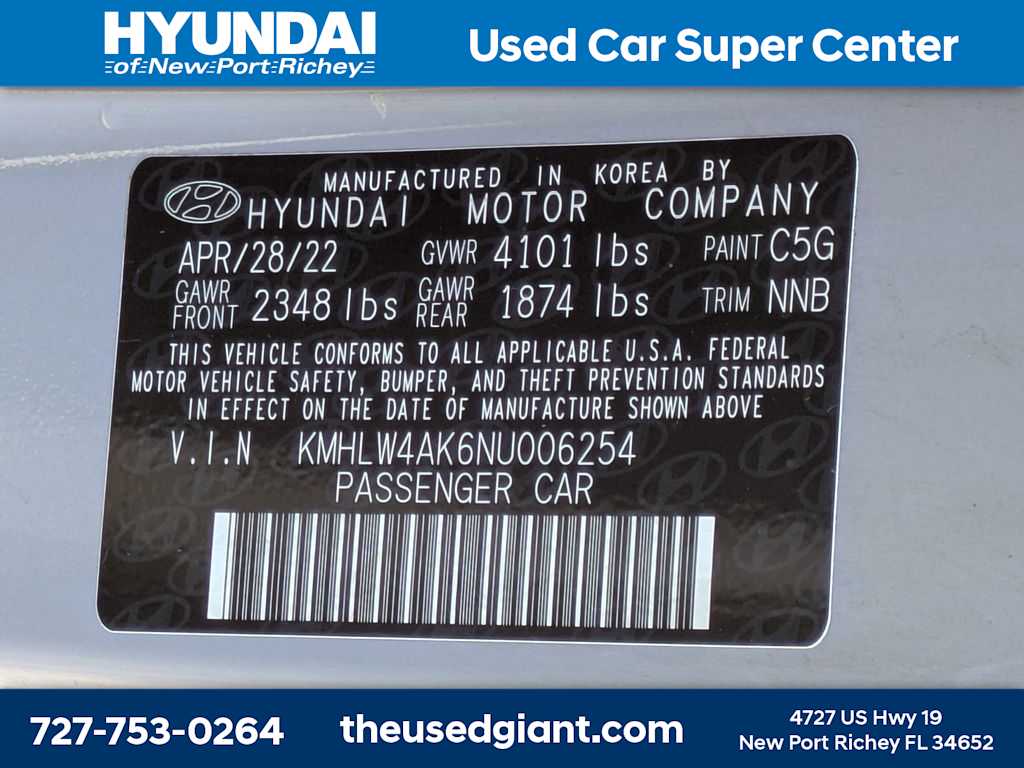 HYUNDAI
of New Port Richey
Used Car Super Center
MANUFACTURED IN KOREA BY
HYUNDAI MOTOR COMPANY
APR/28/22 GVWR 4101 lbs PAINT C5G
GAWR FRONT 2348 lbs GAWR REAR 1874 lbs TRIM NNB
THIS VEHICLE CONFORMS TO ALL APPLICABLE U.S.A. FEDERAL
MOTOR VEHICLE SAFETY, BUMPER, AND THEFT PREVENTION STANDARDS
IN EFFECT ON THE DATE OF MANUFACTURE SHOWN ABOVE
V.I.N KMHLW4AK6NU006254
PASSENGER CAR
727-753-0264
theusedgiant.com
4727 US Hwy 19
New Port Richey FL 34652